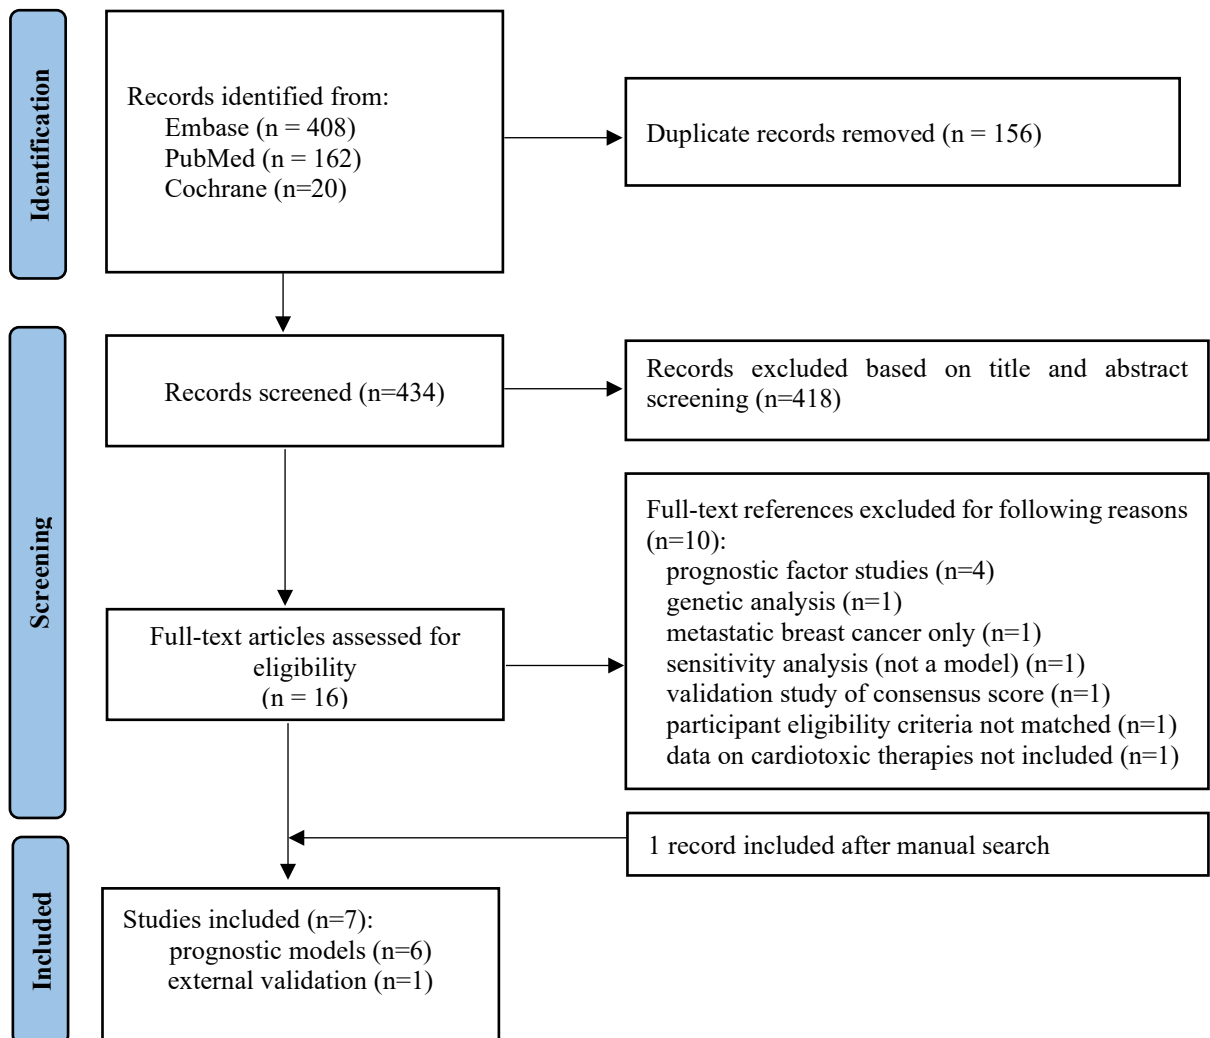 Identification
Records identified from:
Embase (n = 408)
PubMed (n = 162)
Cochrane (n=20)
Duplicate records removed (n = 156)
Screening
Records screened (n=434)
Records excluded based on title and abstract
screening (n=418)
Full-text articles assessed for
eligibility
(n = 16)
Full-text references excluded for following reasons
(n=10):
prognostic factor studies (n=4)
genetic analysis (n=1)
metastatic breast cancer only (n=1)
sensitivity analysis (not a model) (n=1)
validation study of consensus score (n=1)
participant eligibility criteria not matched (n=1)
data on cardiotoxic therapies not included (n=1)
1 record included after manual search
Included
Studies included (n=7):
prognostic models (n=6)
external validation (n=1)